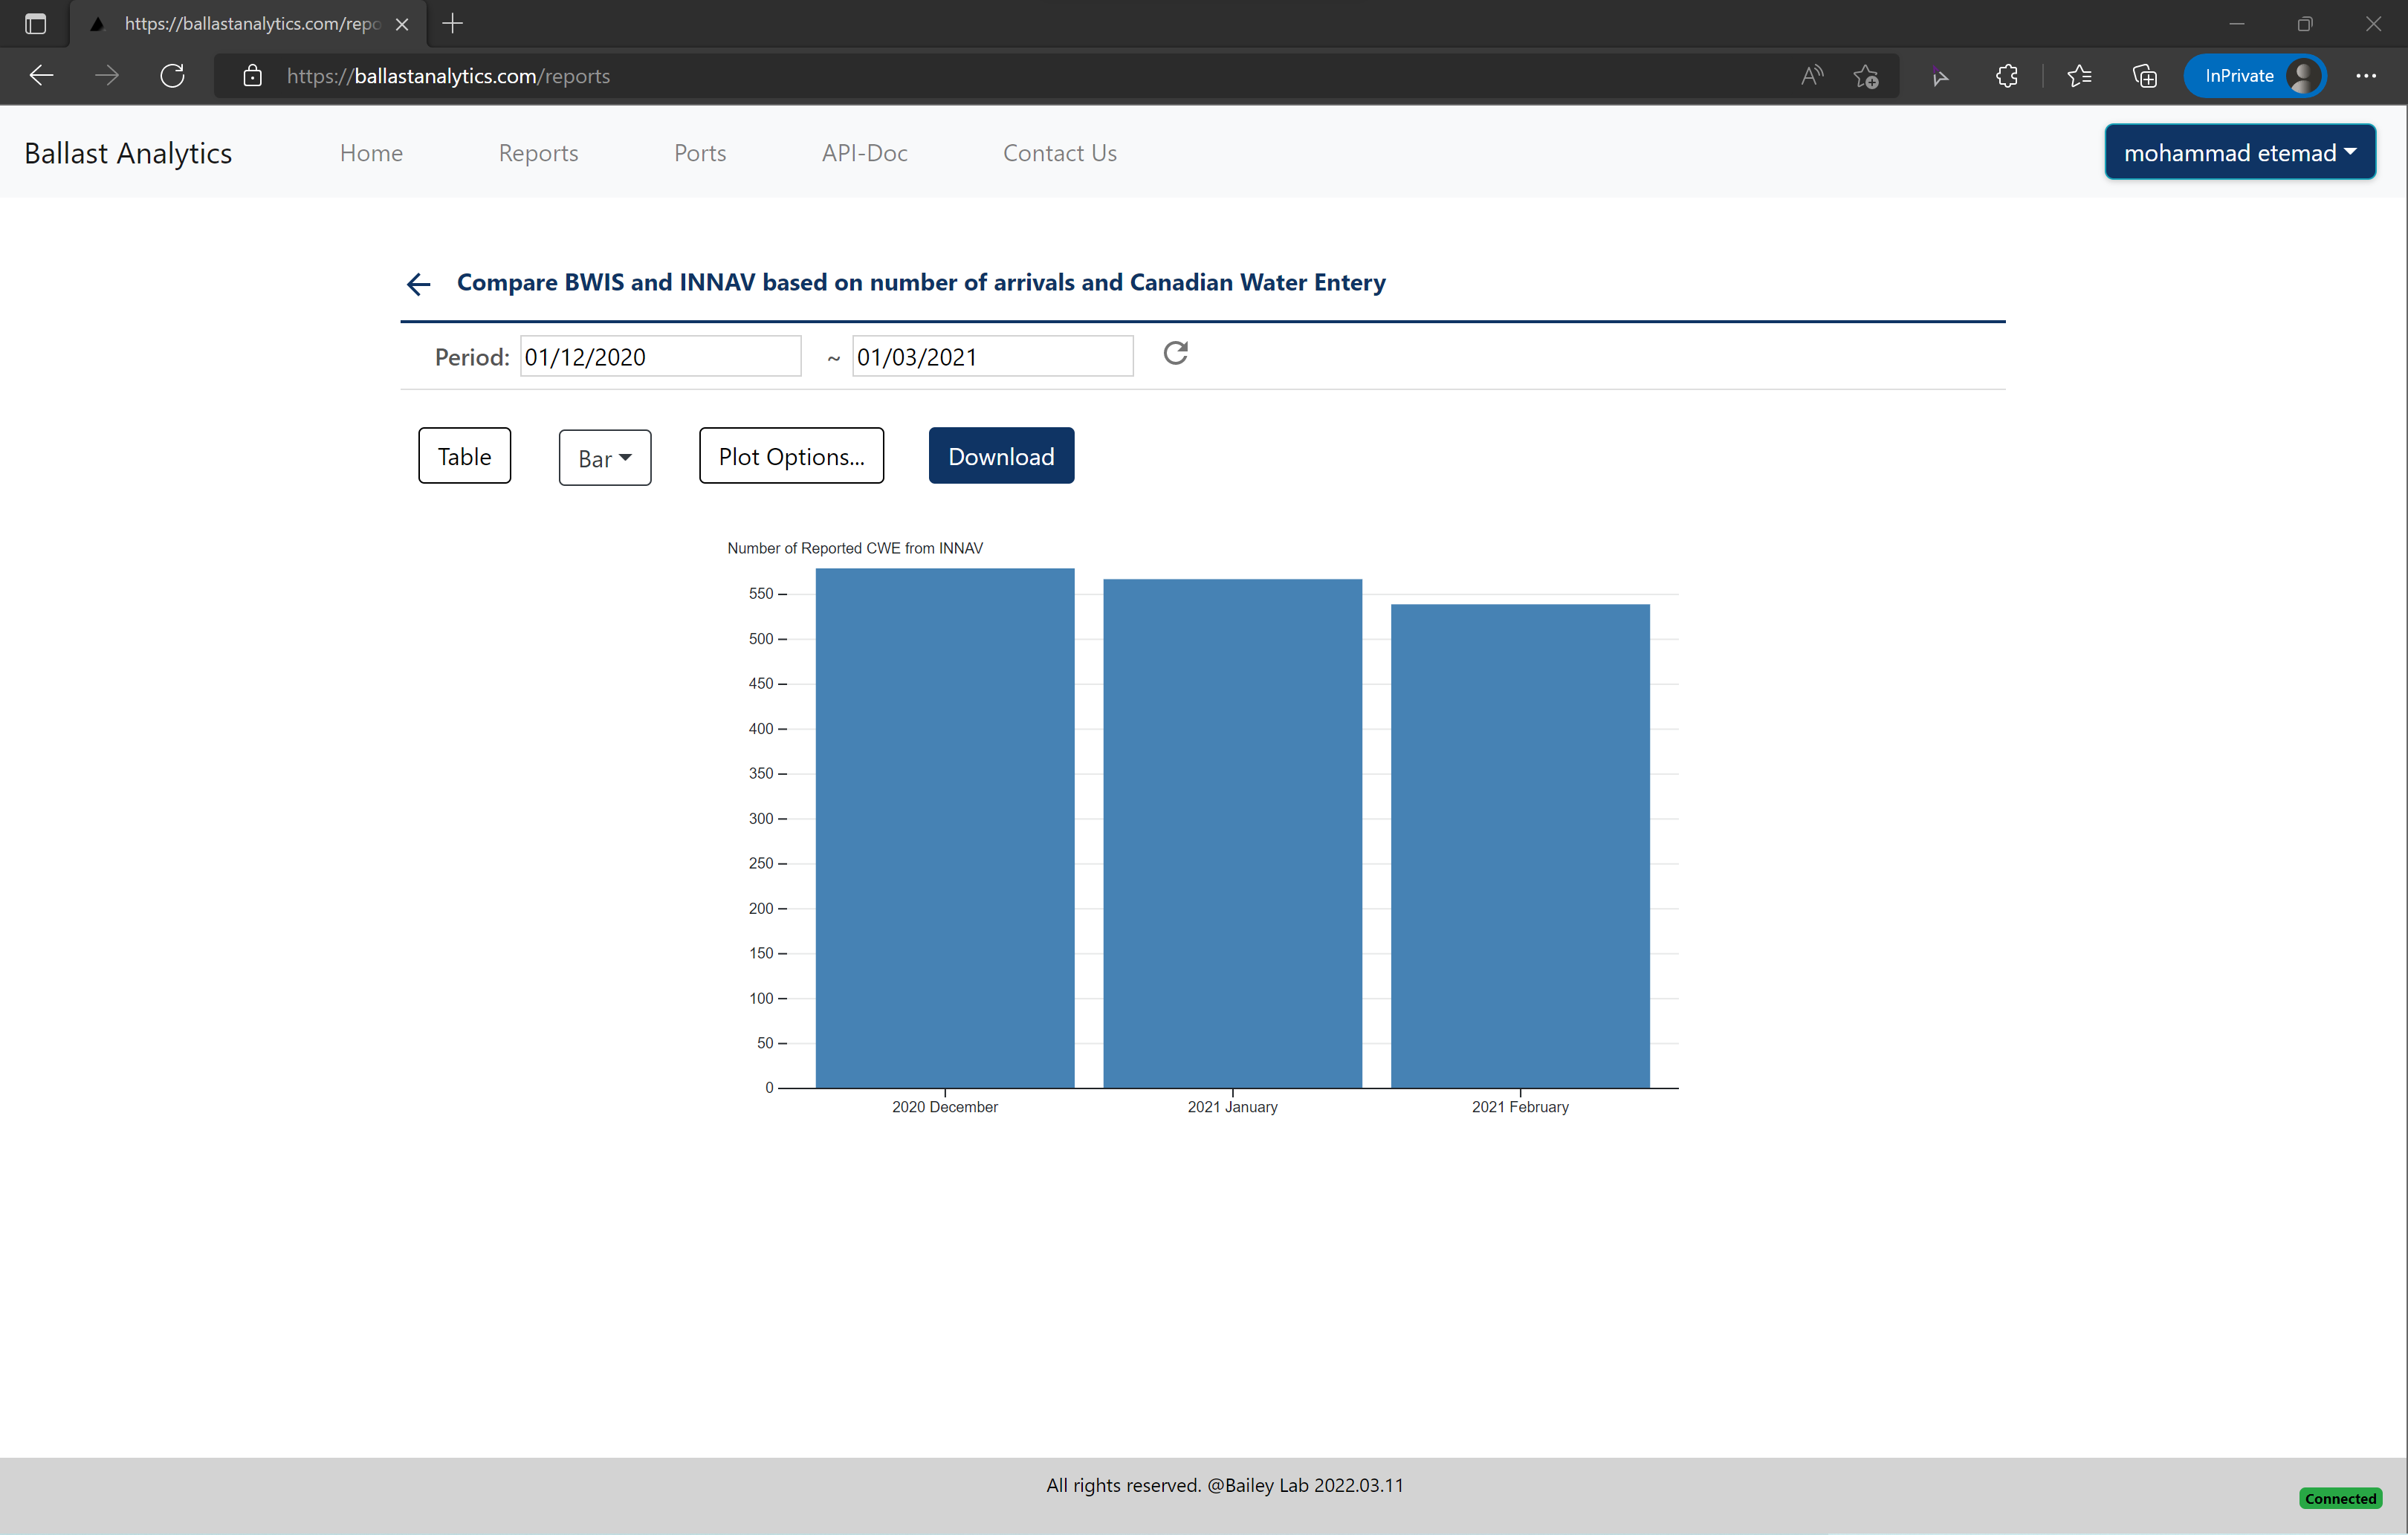 https://ballastanalytics.com/repo
https://ballastanalytics.com/reports
InPrivate
Ballast Analytics Home Reports Ports API-Doc Contact Us mohammad etemad
Compare BWIS and INNAV based on number of arrivals and Canadian Water Entery
Period: 01/12/2020 ~ 01/03/2021
Table Bar Plot Options... Download
Number of Reported CWE from INNAV
550
500
450
400
350
300
250
200
150
100
50
0
2020 December 2021 January 2021 February
All rights reserved. @Bailey Lab 2022.03.11
Connected